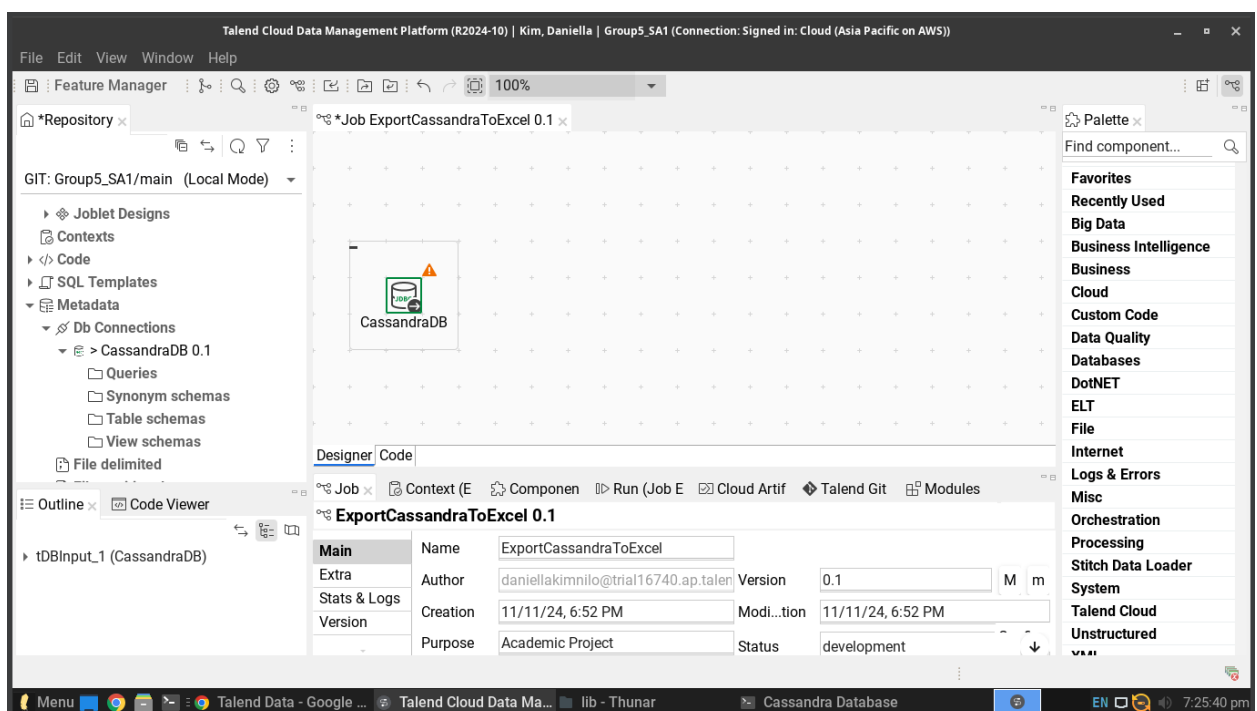 Talend Cloud Data Management Platform (R2024-10) | Kim, Daniella | Group5_SA1 (Connection: Signed in: Cloud (Asia Pacific on AWS))
File Edit View Window Help
Feature Manager 100%
*Repository
GIT: Group5_SA1/main (Local Mode)
Joblet Designs
Contexts
Code
SQL Templates
Metadata
Db Connections
> CassandraDB 0.1
Queries
Synonym schemas
Table schemas
View schemas
File delimited
Outline Code Viewer
tDBInput_1 (CassandraDB)
*Job ExportCassandraToExcel 0.1
CassandraDB
Designer Code
Job Context (E Componen Run (Job E Cloud Artif Talend Git Modules
ExportCassandraToExcel 0.1
Main
Extra
Stats & Logs
Version
Name ExportCassandraToExcel
Author daniellakimnilo@trial16740.ap.talen Version 0.1 M m
Creation 11/11/24, 6:52 PM Modi...tion 11/11/24, 6:52 PM
Purpose Academic Project Status development
Palette
Find component...
Favorites
Recently Used
Big Data
Business Intelligence
Business
Cloud
Custom Code
Data Quality
Databases
DotNET
ELT
File
Internet
Logs & Errors
Misc
Orchestration
Processing
Stitch Data Loader
System
Talend Cloud
Unstructured
XML
Menu Talend Data - Google ... Talend Cloud Data Ma... lib - Thunar Cassandra Database EN 7:25:40 pm